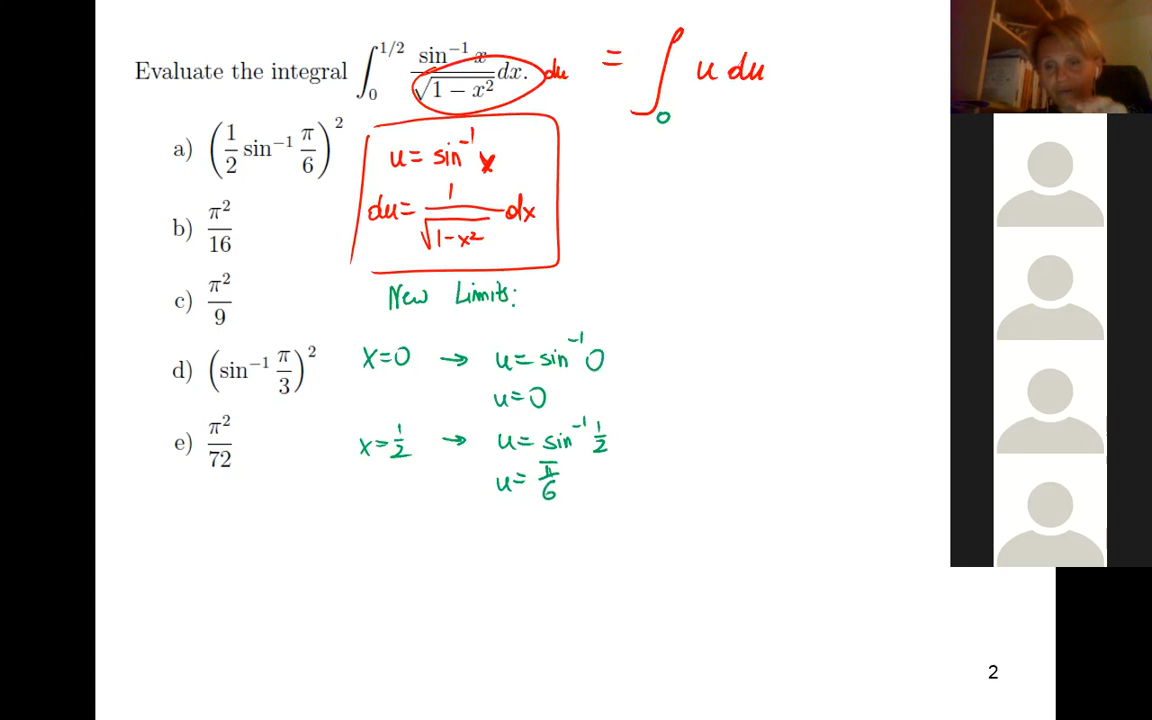 Evaluate the integral ∫₀^{1/2} sin⁻¹ x / √(1 − x²) dx. du = ∫₀ u du
a) (1/2 sin⁻¹ π/6)²
u = sin⁻¹ x
du = 1/√(1-x²) dx
b) π²/16
New Limits:
c) π²/9
d) (sin⁻¹ π/3)²
x=0 → u = sin⁻¹ 0
u = 0
e) π²/72
x = 1/2 → u = sin⁻¹ 1/2
u = π/6
2